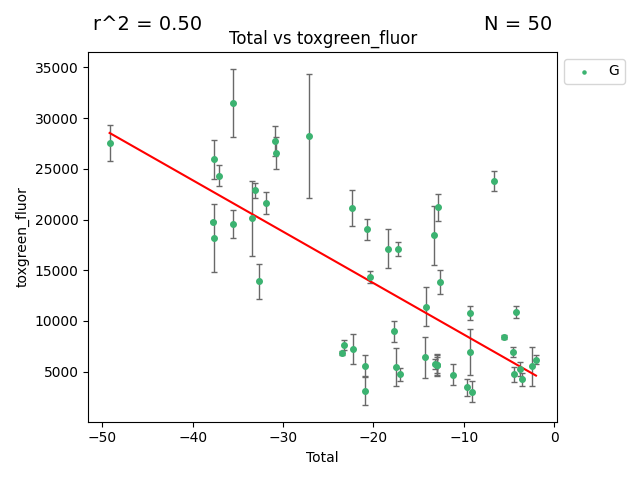 r^2 = 0.50
N = 50
Total vs toxgreen_fluor
G
35000
30000
25000
20000
15000
10000
5000
toxgreen_fluor
−50
−40
−30
−20
−10
0
Total